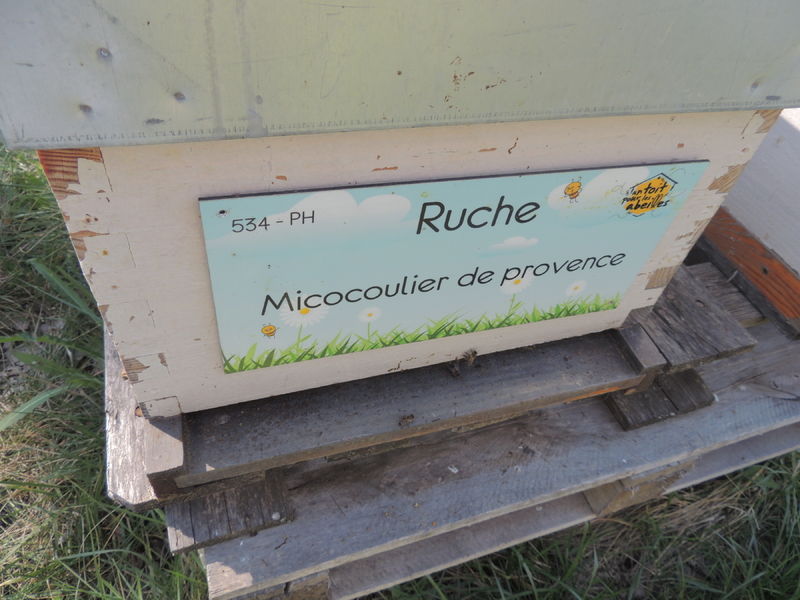 534 - PH
Ruche
un toit
pour les
abeilles
Micocoulier de provence